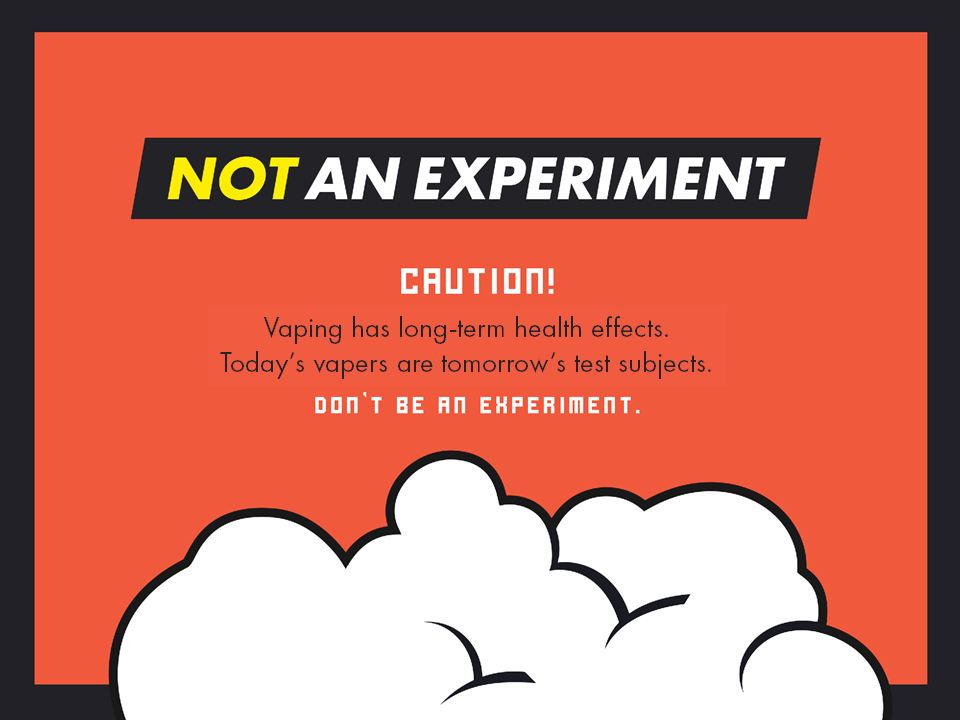 NOT AN EXPERIMENT
CAUTION!
Vaping has long-term health effects.
Today's vapers are tomorrow's test subjects.
DON'T BE AN EXPERIMENT.